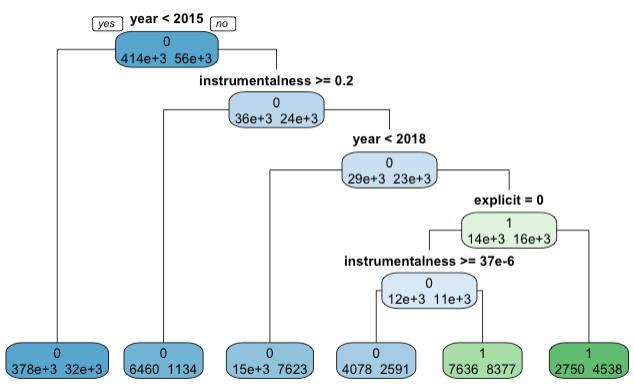 year < 2015
yes no
0
414e+3 56e+3
instrumentalness >= 0.2
0
36e+3 24e+3
year < 2018
0
29e+3 23e+3
explicit = 0
1
14e+3 16e+3
instrumentalness >= 37e-6
0
12e+3 11e+3
0
378e+3 32e+3
0
6460 1134
0
15e+3 7623
0
4078 2591
1
7636 8377
1
2750 4538